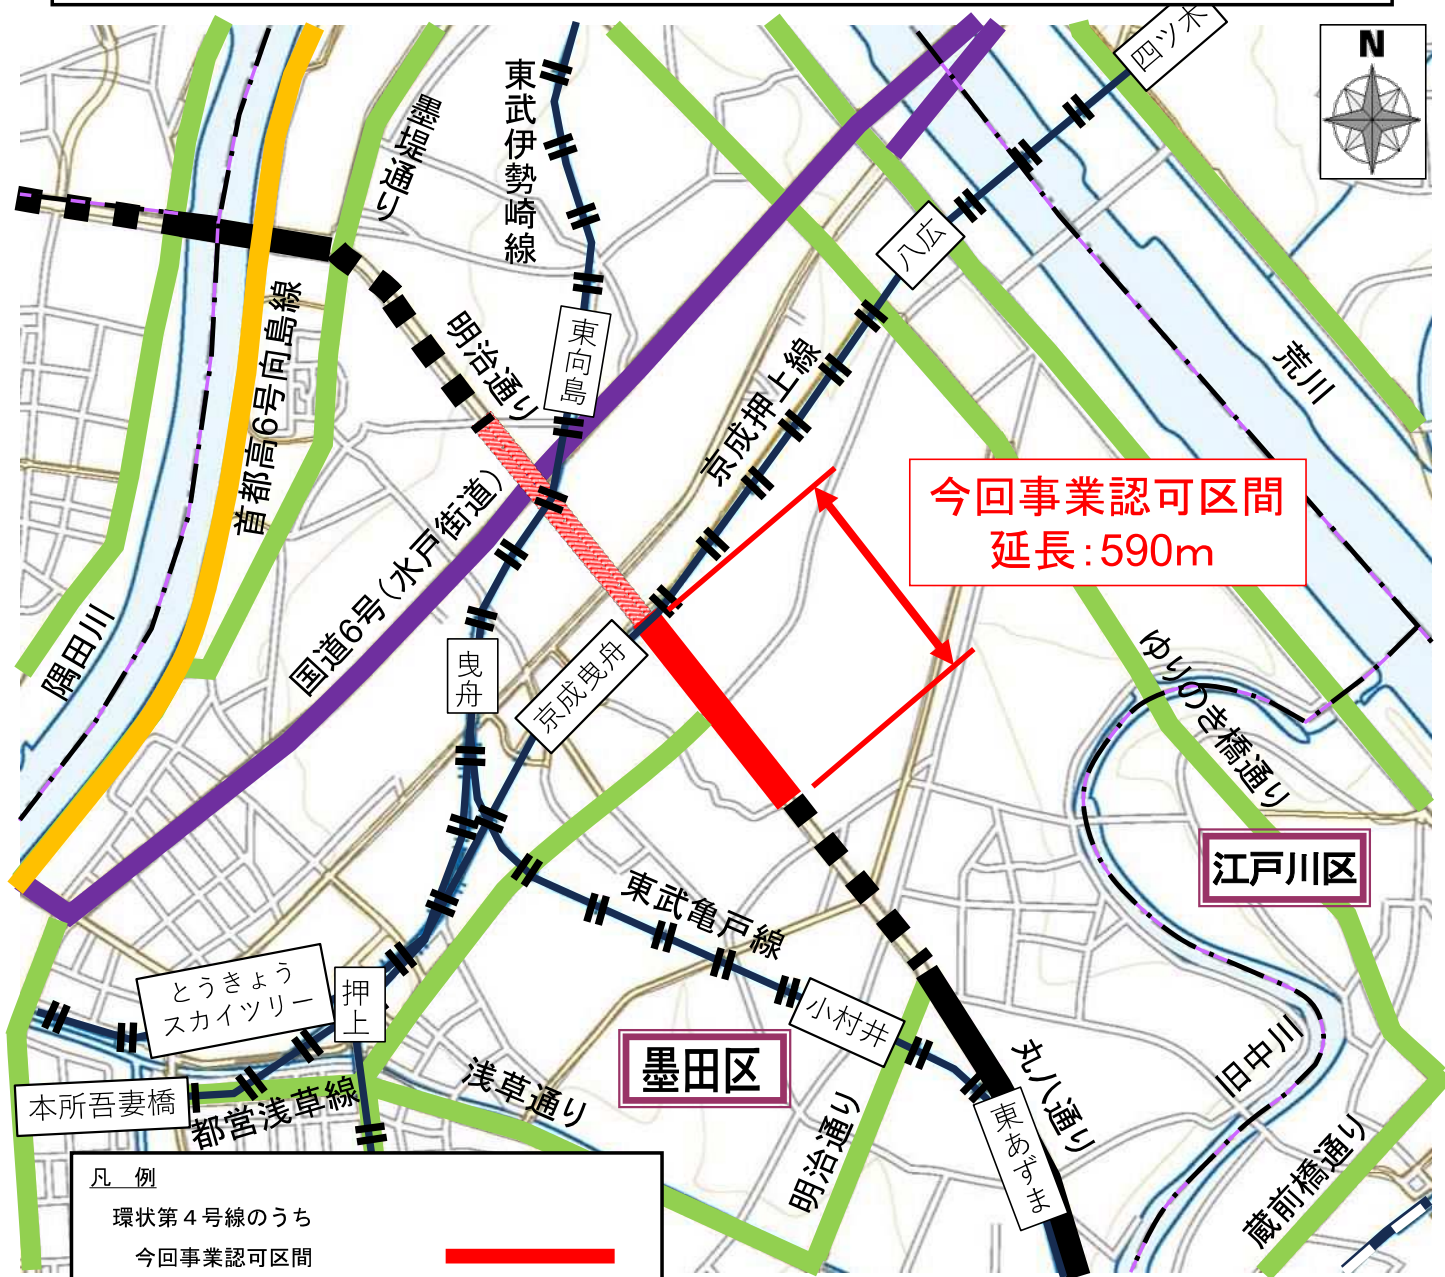 四ツ木
N
墨堤通り
東武伊勢崎線
八広
明治通り
東向島
首都高6号向島線
京成押上線
荒川
今回事業認可区間
延長：590m
国道6号（水戸街道）
隅田川
曳舟
京成曳舟
ゆりのき橋通り
江戸川区
東武亀戸線
とうきょう
スカイツリー
押上
小村井
墨田区
丸八通り
旧中川
本所吾妻橋
都営浅草線
浅草通り
明治通り
東あずま
蔵前橋通り
凡　例
環状第４号線のうち
今回事業認可区間